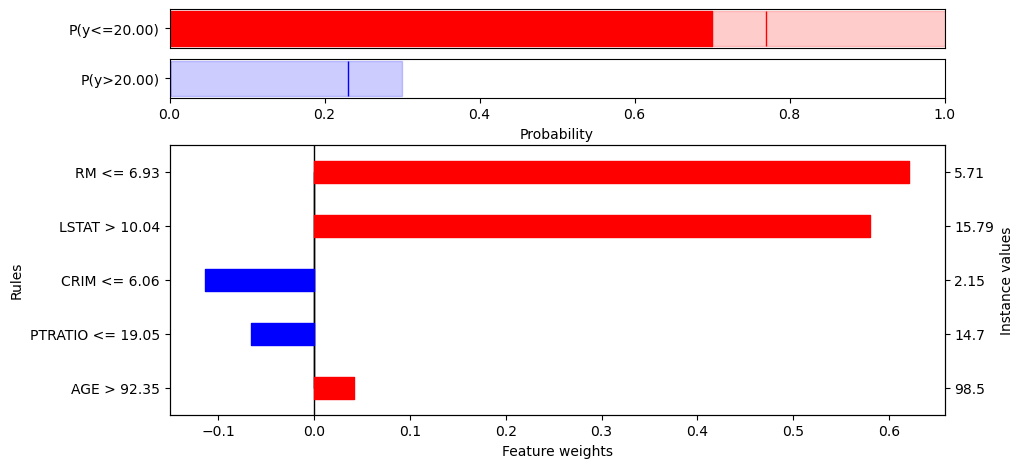 P(y<=20.00)
P(y>20.00)
0.0 0.2 0.4 0.6 0.8 1.0
Probability
RM <= 6.93 5.71
LSTAT > 10.04 15.79
CRIM <= 6.06 2.15
PTRATIO <= 19.05 14.7
AGE > 92.35 98.5
Rules
Instance values
−0.1 0.0 0.1 0.2 0.3 0.4 0.5 0.6
Feature weights